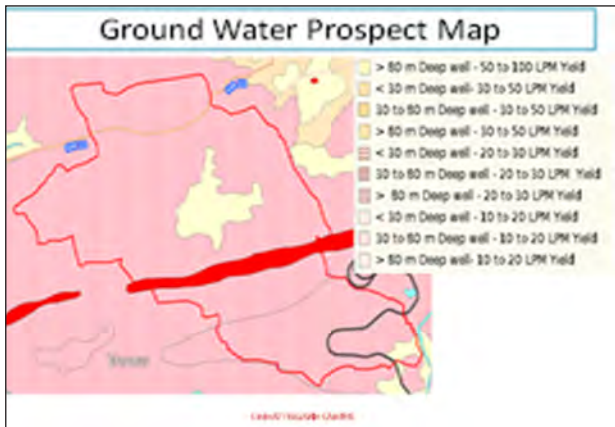 Ground Water Prospect Map
> 80 m Deep well - 50 to 100 LPM Yield
< 30 m Deep well- 30 to 50 LPM Yield
30 to 80 m Deep well - 30 to 50 LPM Yield
> 80 m Deep well - 30 to 50 LPM Yield
< 30 m Deep well - 20 to 30 LPM Yield
30 to 80 m Deep well - 20 to 30 LPM Yield
> 80 m Deep well - 20 to 30 LPM Yield
< 30 m Deep well - 10 to 20 LPM Yield
30 to 80 m Deep well - 10 to 20 LPM Yield
> 80 m Deep well- 10 to 20 LPM Yield